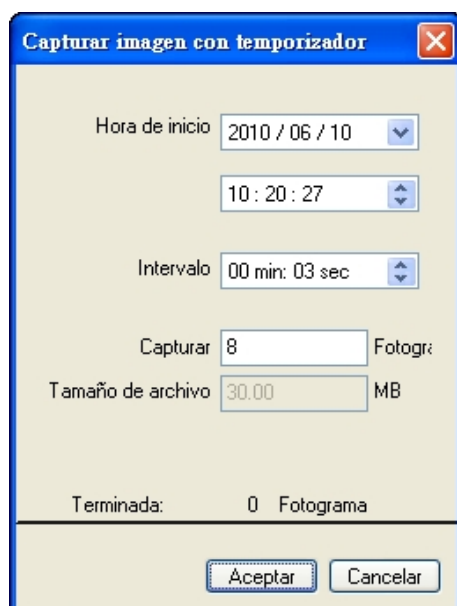 Capturar imagen con temporizador
Hora de inicio 2010 / 06 / 10
10 : 20 : 27
Intervalo 00 min: 03 sec
Capturar 8 Fotogra
Tamaño de archivo 30.00 MB
Terminada: 0 Fotograma
Aceptar Cancelar